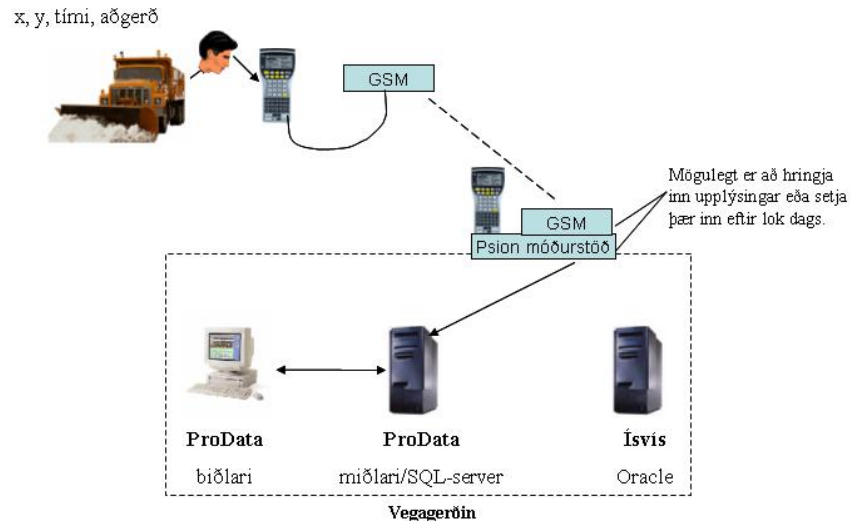 x, y, tími, aðgerð
GSM
Mögulegt er að hringja
inn upplýsingar eða setja
þær inn eftir lok dags.
GSM
Psion móðurstöð
ProData
biðlari
ProData
miðlari/SQL-server
Ísvís
Oracle
Vegagerðin